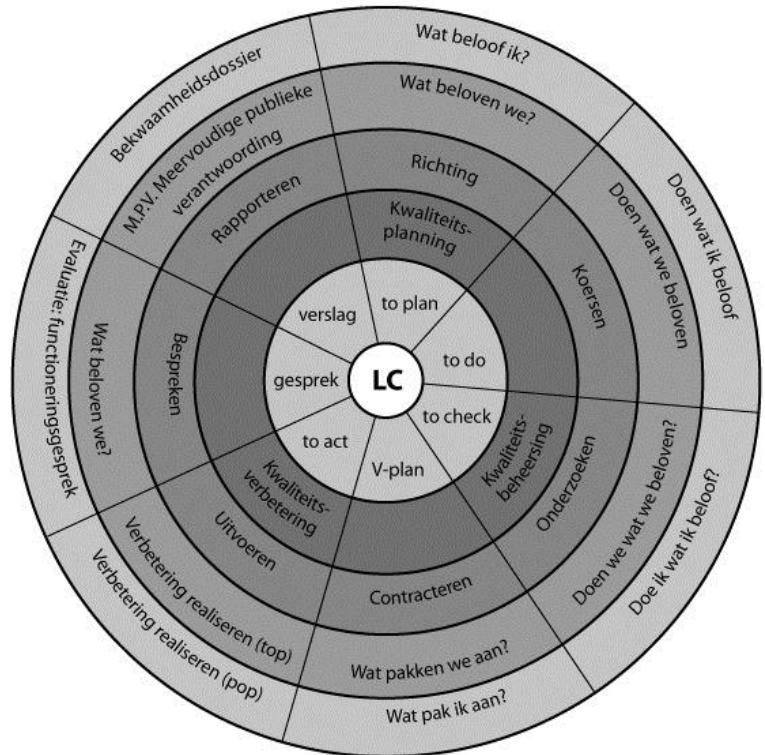 Wat beloof ik?
Doen wat ik beloof
Doe ik wat ik beloof?
Wat pak ik aan?
Verbetering realiseren (pop)
Evaluatie: functioneringsgesprek
Bekwaamheidsdossier
Wat beloven we?
Doen wat we beloven
Doen we wat we beloven?
Wat pakken we aan?
Verbetering realiseren (top)
Wat beloven we?
M.P.V. Meervoudige publieke
verantwoording
Richting
Koersen
Onderzoeken
Contracteren
Uitvoeren
Bespreken
Rapporteren
Kwaliteits-
planning
Kwaliteits-
beheersing
Kwaliteits-
verbetering
to plan
to do
to check
V-plan
to act
gesprek
verslag
LC